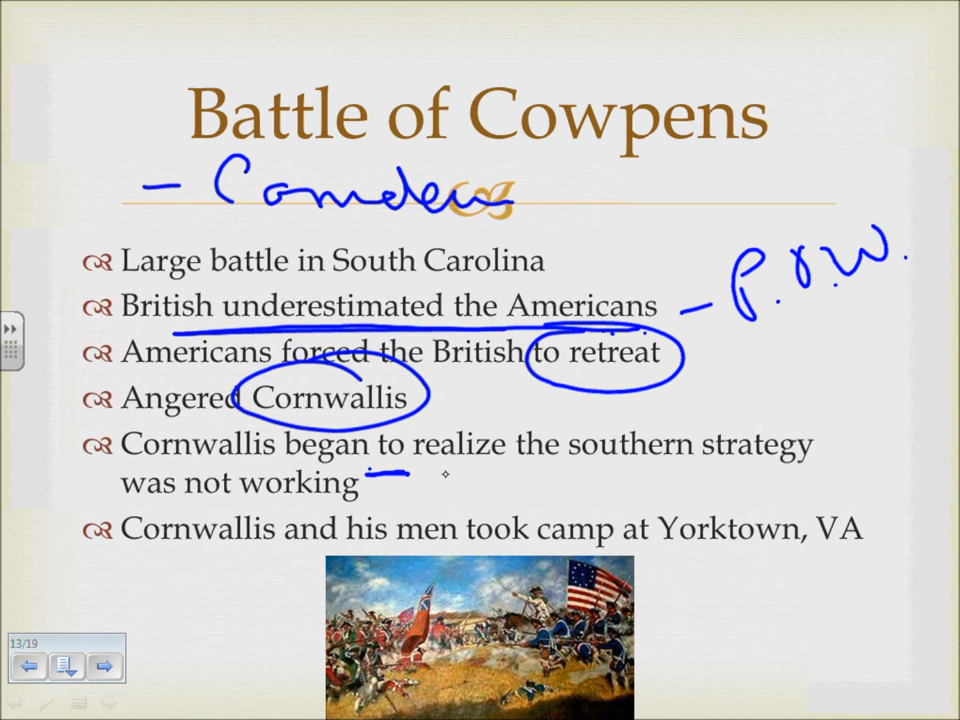 Battle of Cowpens
- Camden
Large battle in South Carolina
British underestimated the Americans - P.O.W.
Americans forced the British to retreat
Angered Cornwallis
Cornwallis began to realize the southern strategy
was not working
Cornwallis and his men took camp at Yorktown, VA
13/19